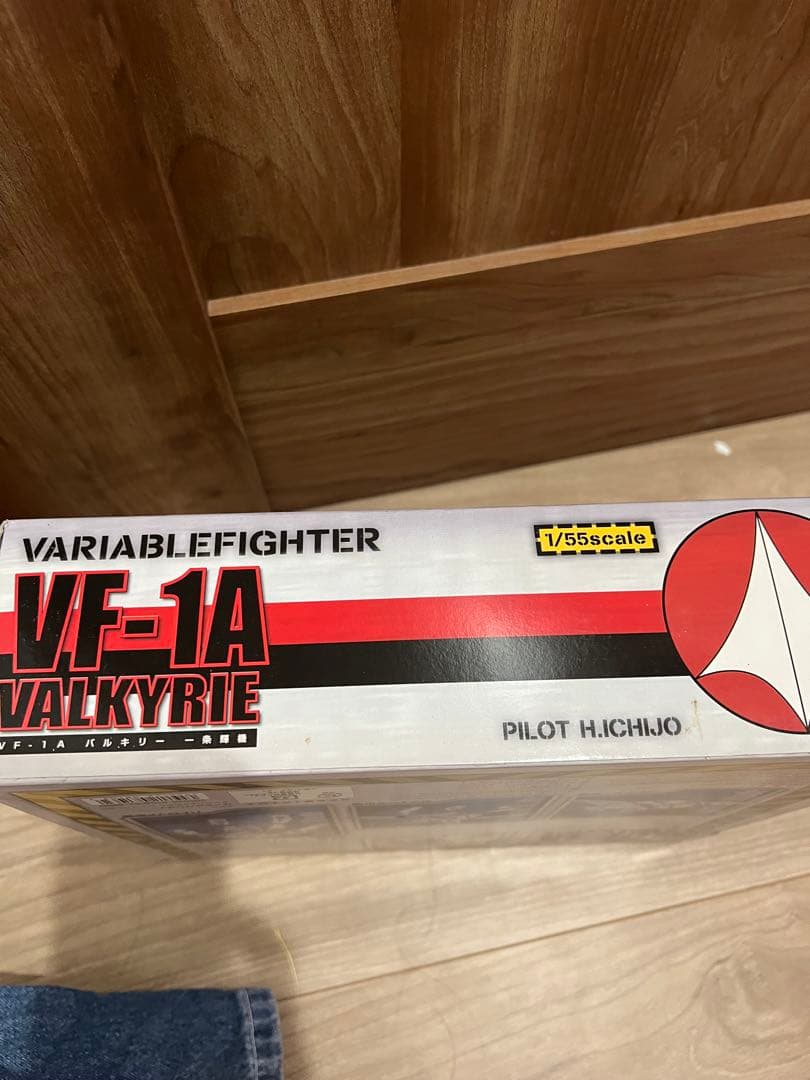 VARIABLEFIGHTER
1/55scale
VF-1A
VALKYRIE
VF-1A バルキリー 一条輝機
PILOT H.ICHIJO